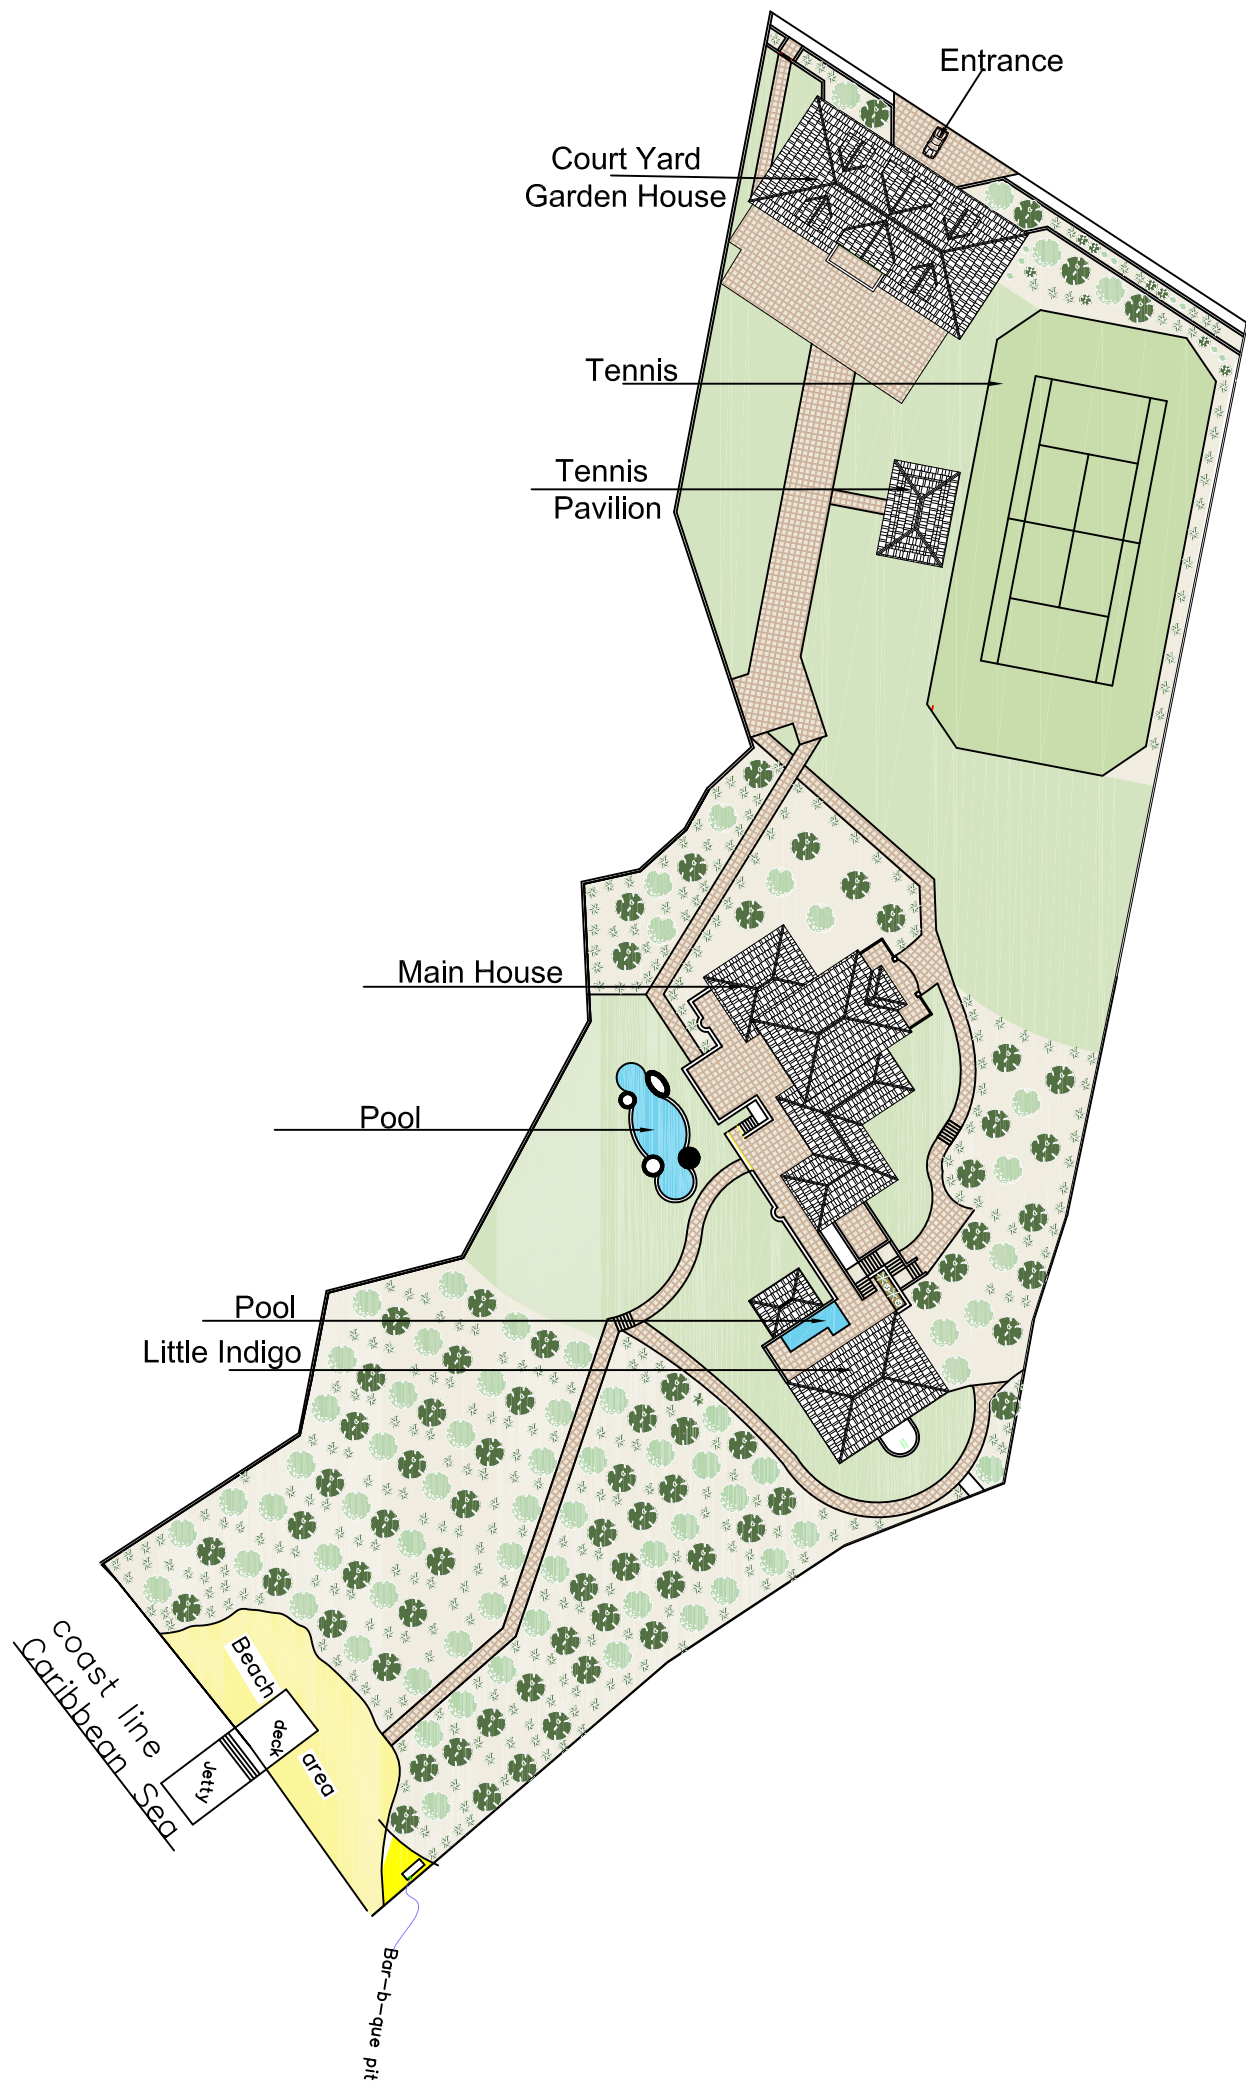 Entrance
Court Yard
Garden House
Tennis
Tennis
Pavilion
Main House
Pool
Pool
Little Indigo
Beach
deck
area
Jetty
coast line
Caribbean Sea
Bar-b-que pit